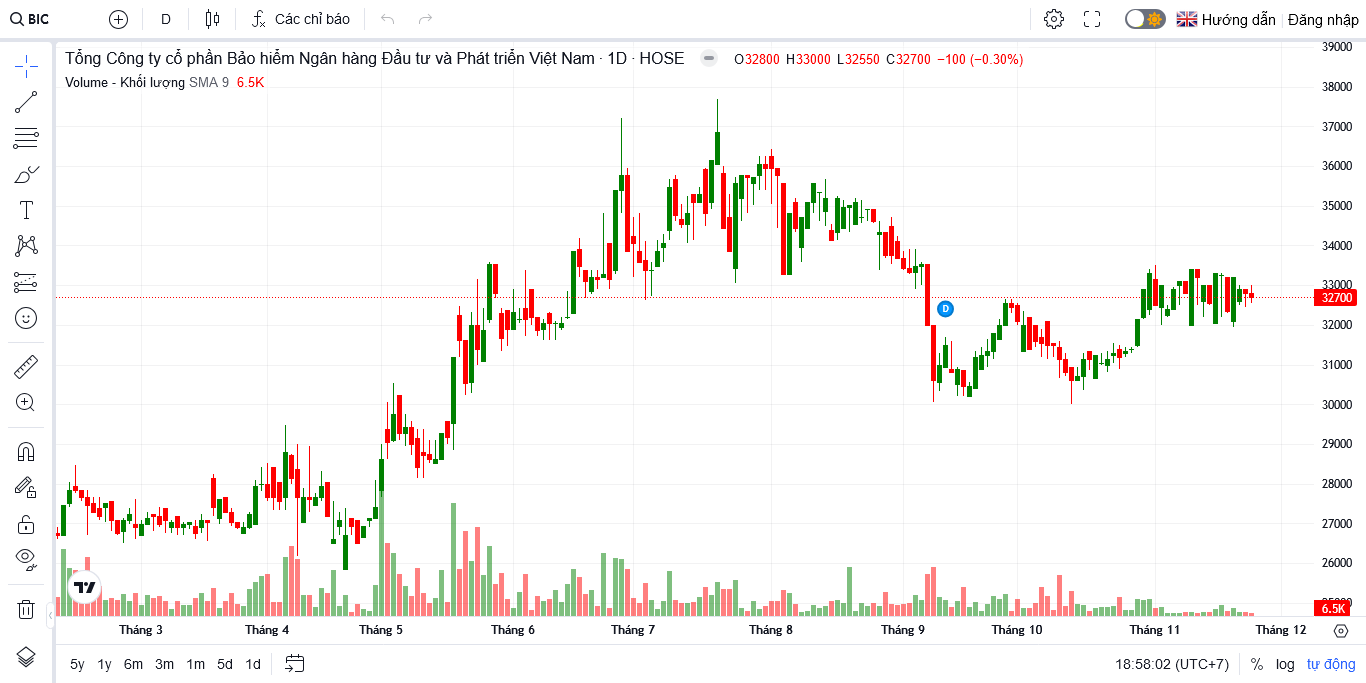 BIC D Các chỉ báo Hướng dẫn Đăng nhập
Tổng Công ty cổ phần Bảo hiểm Ngân hàng Đầu tư và Phát triển Việt Nam · 1D · HOSE O32800 H33000 L32550 C32700 −100 (−0.30%)
Volume - Khối lượng SMA 9 6.5K
39000
38000
37000
36000
35000
34000
33000
32700
32000
31000
30000
29000
28000
27000
26000
6.5K
D
Tháng 3 Tháng 4 Tháng 5 Tháng 6 Tháng 7 Tháng 8 Tháng 9 Tháng 10 Tháng 11 Tháng 12
5y 1y 6m 3m 1m 5d 1d 18:58:02 (UTC+7) % log tự động